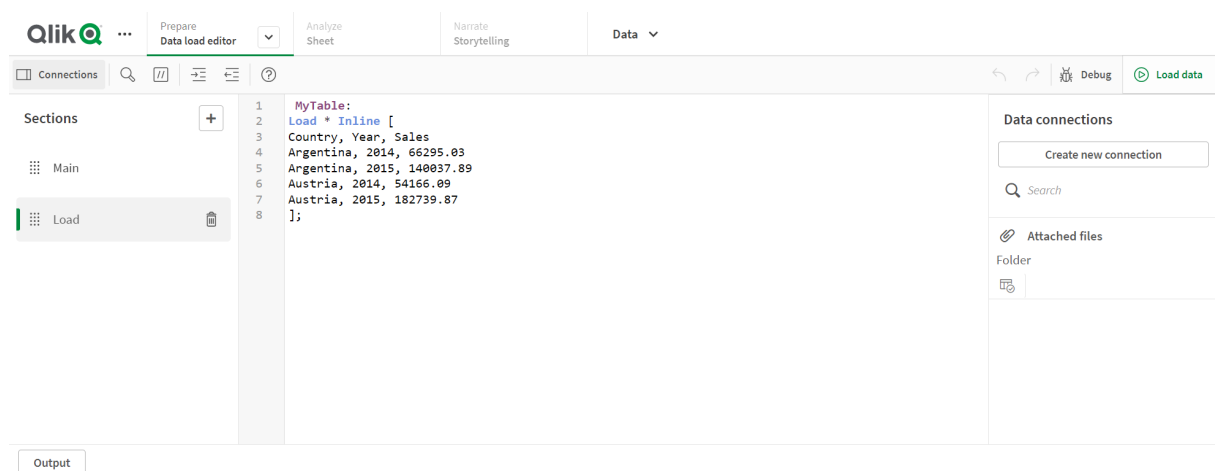 Qlik
Prepare
Data load editor
Analyze
Sheet
Narrate
Storytelling
Data
Connections
//
?
Debug
Load data
Sections
+
Main
Load
1 MyTable:
2 Load * Inline [
3 Country, Year, Sales
4 Argentina, 2014, 66295.03
5 Argentina, 2015, 140037.89
6 Austria, 2014, 54166.09
7 Austria, 2015, 182739.87
8 ];
Data connections
Create new connection
Search
Attached files
Folder
Output